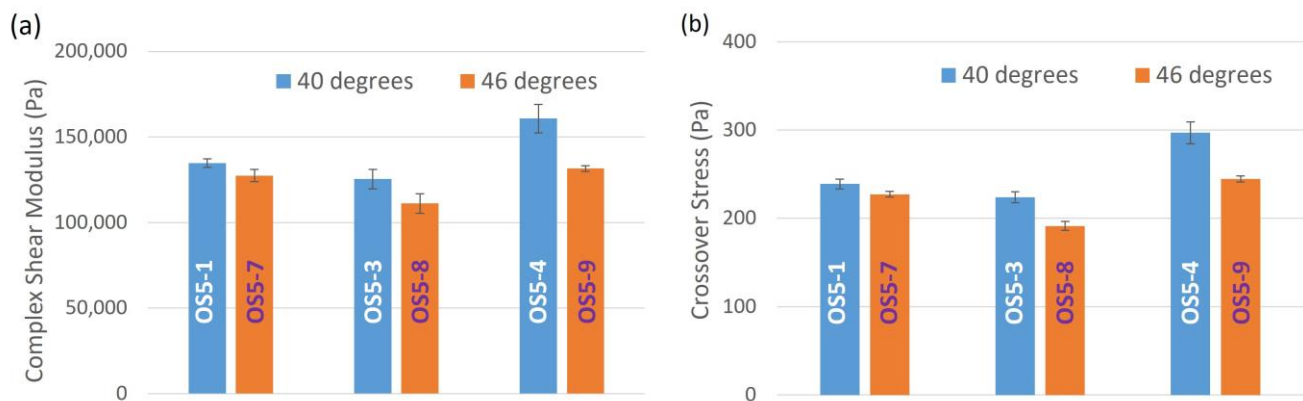 (a)
200,000
40 degrees
46 degrees
150,000
100,000
50,000
0
Complex Shear Modulus (Pa)
OS5-1
OS5-7
OS5-3
OS5-8
OS5-4
OS5-9
(b)
400
40 degrees
46 degrees
300
200
100
0
Crossover Stress (Pa)
OS5-1
OS5-7
OS5-3
OS5-8
OS5-4
OS5-9